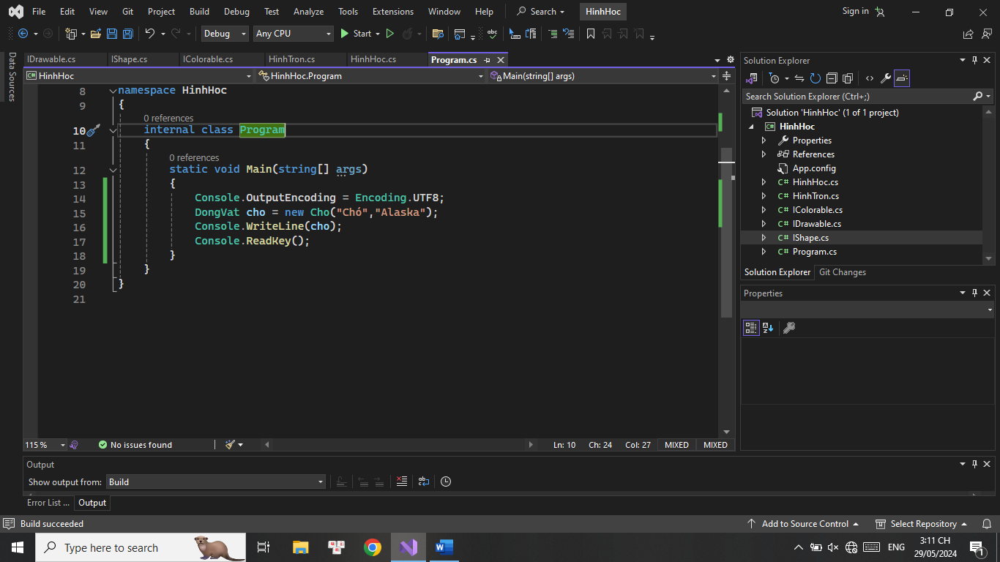 File Edit View Git Project Build Debug Test Analyze Tools Extensions Window Help Search HinhHoc Sign in
Debug Any CPU Start
Data Sources
IDrawable.cs IShape.cs IColorable.cs HinhTron.cs HinhHoc.cs Program.cs
C# HinhHoc HinhHoc.Program Main(string[] args)
8 namespace HinhHoc
9 {
0 references
10 internal class Program
11 {
0 references
12 static void Main(string[] args)
13 {
14 Console.OutputEncoding = Encoding.UTF8;
15 DongVat cho = new Cho("Chó","Alaska");
16 Console.WriteLine(cho);
17 Console.ReadKey();
18 }
19 }
20 }
21
115 % No issues found Ln: 10 Ch: 24 Col: 27 MIXED MIXED
Solution Explorer
Search Solution Explorer (Ctrl+;)
Solution 'HinhHoc' (1 of 1 project)
C# HinhHoc
Properties
References
App.config
C# HinhHoc.cs
C# HinhTron.cs
C# IColorable.cs
C# IDrawable.cs
C# IShape.cs
C# Program.cs
Solution Explorer Git Changes
Properties
Output
Show output from: Build
Error List ... Output
Build succeeded Add to Source Control Select Repository
Type here to search ENG 3:11 CH
29/05/2024 1